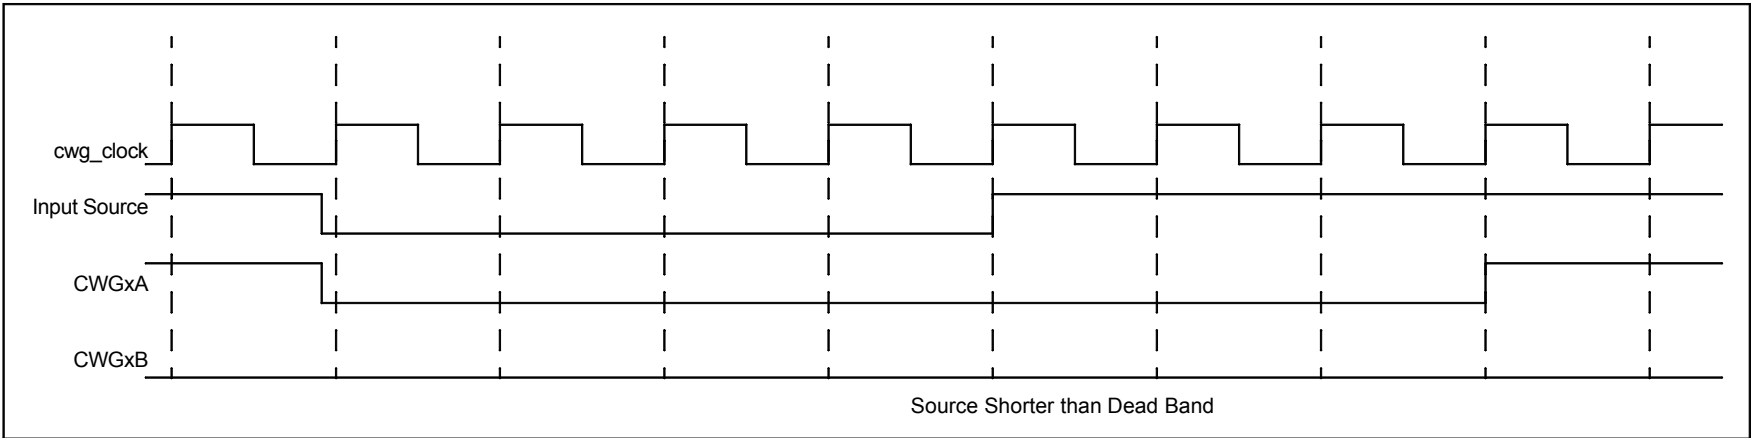 cwg_clock
Input Source
CWGxA
CWGxB
Source Shorter than Dead Band